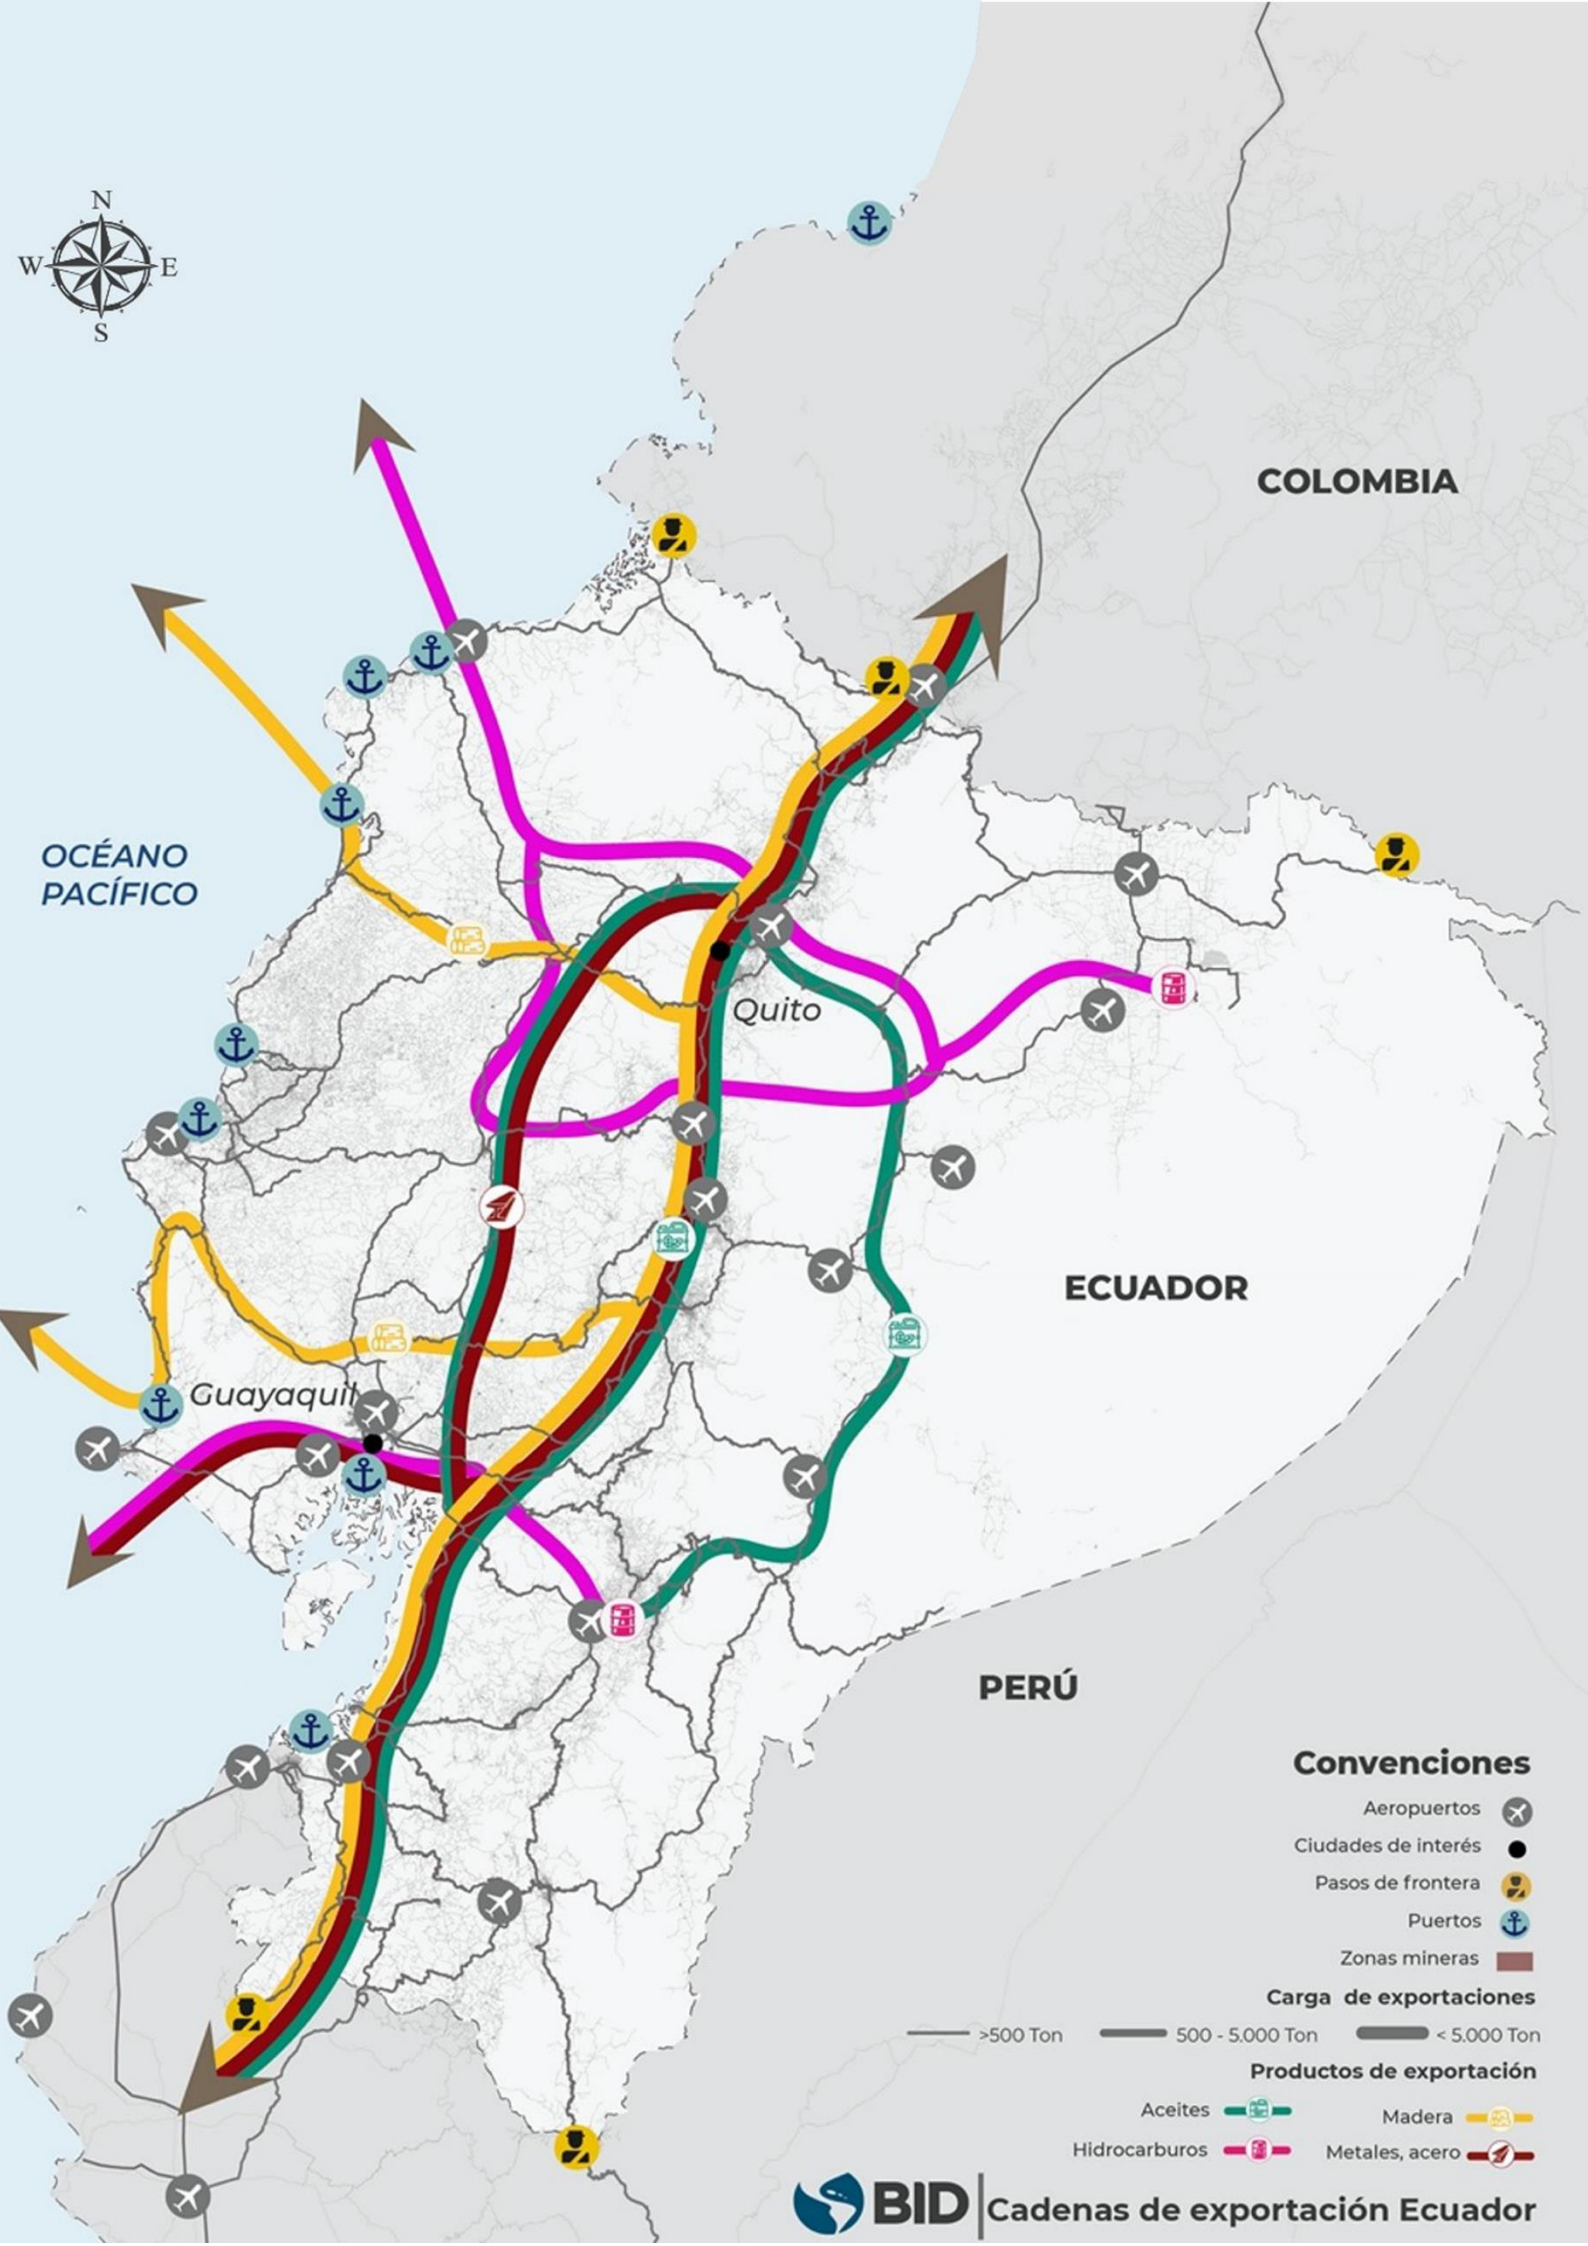 N
W E
S
COLOMBIA
OCÉANO
PACÍFICO
Quito
ECUADOR
Guayaquil
PERÚ
Convenciones
Aeropuertos
Ciudades de interés
Pasos de frontera
Puertos
Zonas mineras
Carga de exportaciones
>500 Ton 500 - 5.000 Ton < 5.000 Ton
Productos de exportación
Aceites Madera
Hidrocarburos Metales, acero
BID Cadenas de exportación Ecuador